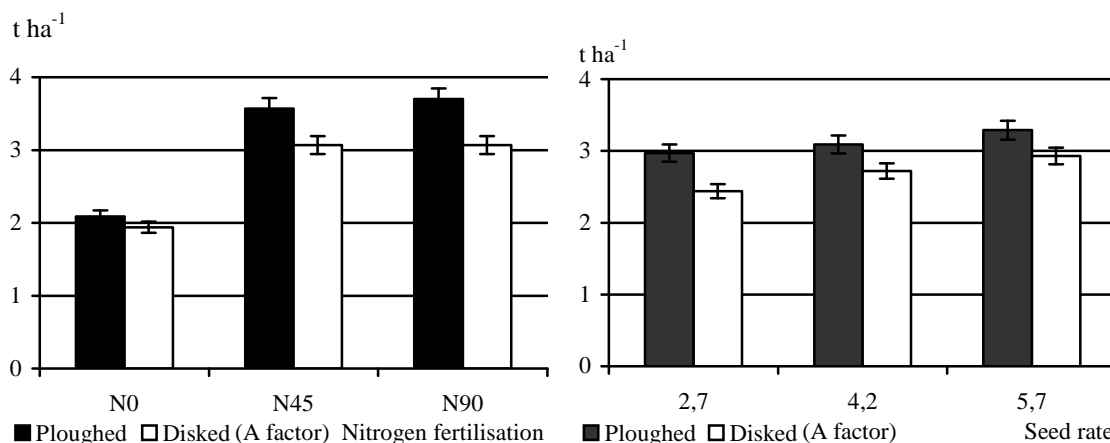 t ha-1
4
3
2
1
0
N0 N45 N90
Ploughed Disked (A factor) Nitrogen fertilisation
t ha-1
4
3
2
1
0
2,7 4,2 5,7
Ploughed Disked (A factor) Seed rate